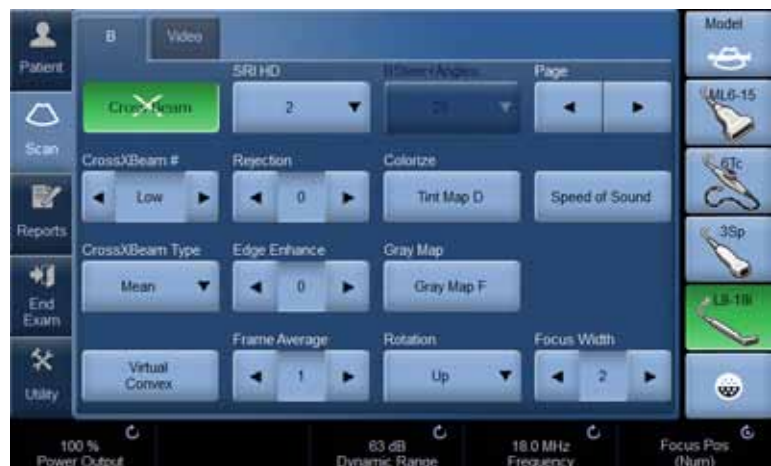 B
Video
Model
Patient
SRI HD
Page
CrossXBeam
2
ML6-15
Scan
CrossXBeam #
Rejection
Colorize
6Tc
Low
0
Tint Map D
Speed of Sound
Reports
3Sp
CrossXBeam Type
Edge Enhance
Gray Map
Mean
0
Gray Map F
End
Exam
L8-18i
Frame Average
Rotation
Focus Width
Virtual
Convex
1
Up
2
Utility
100 %
Power Output
63 dB
Dynamic Range
18.0 MHz
Frequency
Focus Pos
(Num)